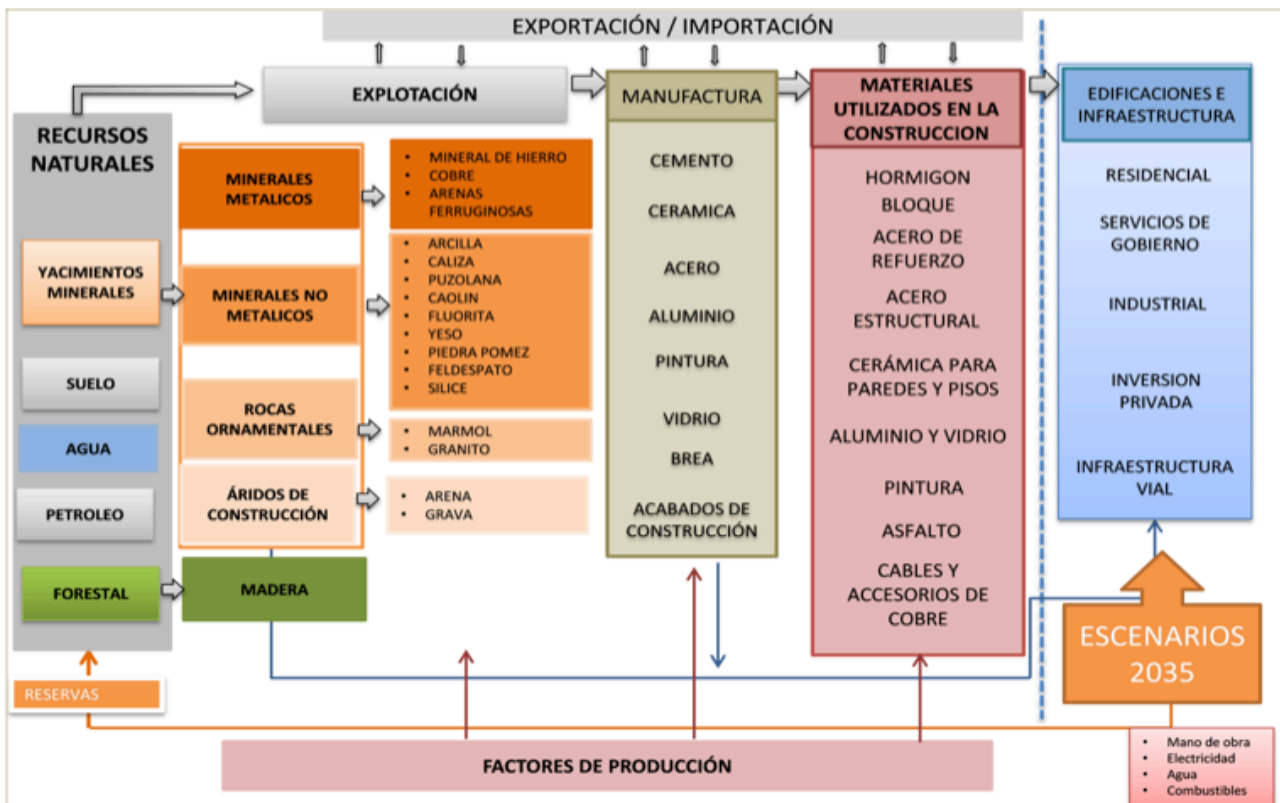 EXPORTACIÓN / IMPORTACIÓN
EXPLOTACIÓN
MANUFACTURA
MATERIALES
UTILIZADOS EN LA
CONSTRUCCION
EDIFICACIONES E
INFRAESTRUCTURA
RECURSOS
NATURALES
YACIMIENTOS
MINERALES
SUELO
AGUA
PETROLEO
FORESTAL
RESERVAS
MINERALES
METALICOS
MINERALES NO
METALICOS
ROCAS
ORNAMENTALES
ÁRIDOS DE
CONSTRUCCIÓN
MADERA
• MINERAL DE HIERRO
• COBRE
• ARENAS
FERRUGINOSAS
• ARCILLA
• CALIZA
• PUZOLANA
• CAOLIN
• FLUORITA
• YESO
• PIEDRA POMEZ
• FELDESPATO
• SILICE
• MARMOL
• GRANITO
• ARENA
• GRAVA
CEMENTO
CERAMICA
ACERO
ALUMINIO
PINTURA
VIDRIO
BREA
ACABADOS DE
CONSTRUCCIÓN
HORMIGON
BLOQUE
ACERO DE
REFUERZO
ACERO
ESTRUCTURAL
CERÁMICA PARA
PAREDES Y PISOS
ALUMINIO Y VIDRIO
PINTURA
ASFALTO
CABLES Y
ACCESORIOS DE
COBRE
RESIDENCIAL
SERVICIOS DE
GOBIERNO
INDUSTRIAL
INVERSION
PRIVADA
INFRAESTRUCTURA
VIAL
ESCENARIOS
2035
FACTORES DE PRODUCCIÓN
• Mano de obra
• Electricidad
• Agua
• Combustibles